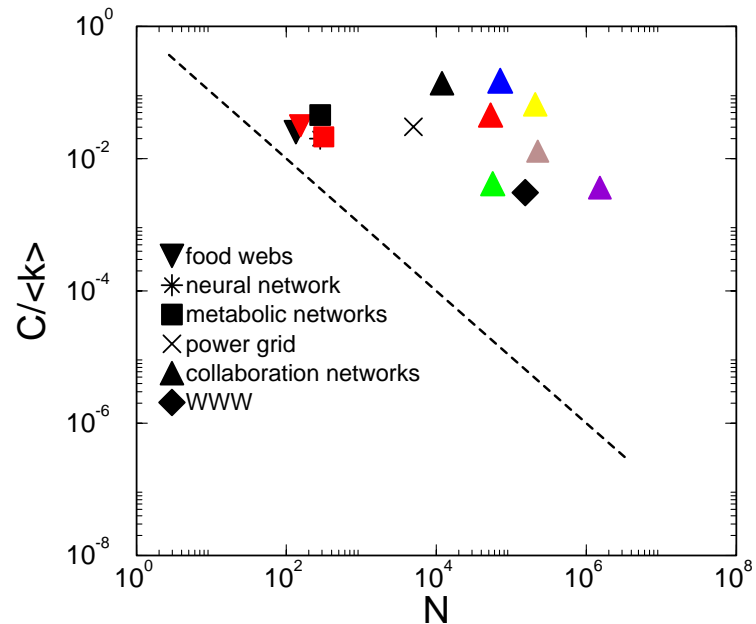 10^0
10^-2
10^-4
10^-6
10^-8
C/<k>
food webs
neural network
metabolic networks
power grid
collaboration networks
WWW
10^0 10^2 10^4 10^6 10^8
N